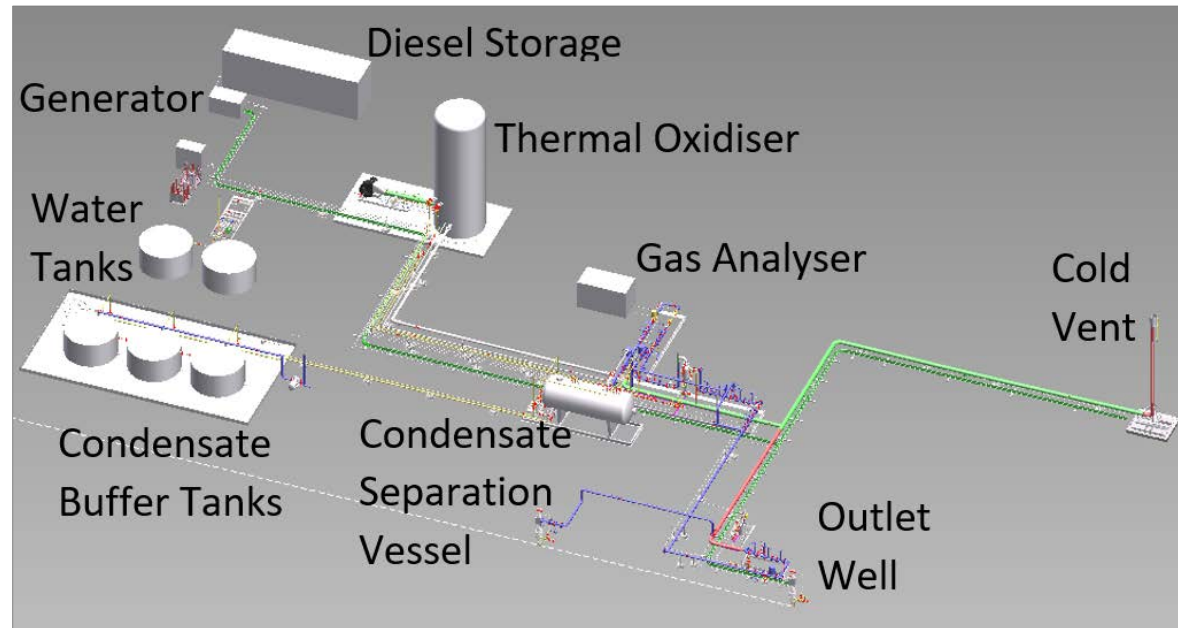 Diesel Storage
Generator
Thermal Oxidiser
Water
Tanks
Gas Analyser
Cold
Vent
Condensate
Buffer Tanks
Condensate
Separation
Vessel
Outlet
Well